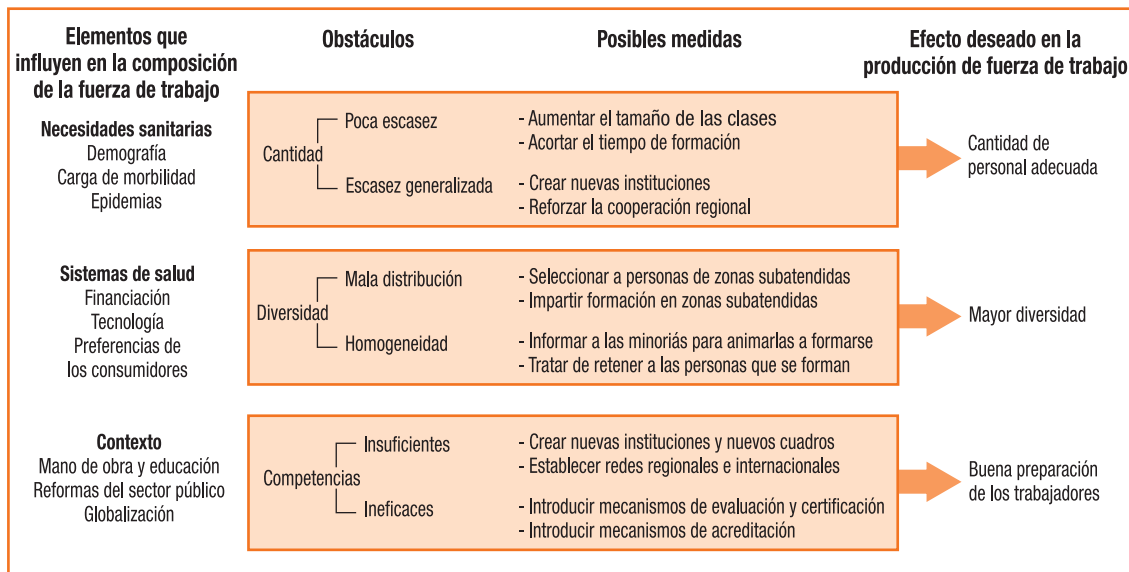 Elementos que
influyen en la composición
de la fuerza de trabajo
Obstáculos
Posibles medidas
Efecto deseado en la
producción de fuerza de trabajo
Necesidades sanitarias
Demografía
Carga de morbilidad
Epidemias
Cantidad
Poca escasez
- Aumentar el tamaño de las clases
- Acortar el tiempo de formación
Escasez generalizada
- Crear nuevas instituciones
- Reforzar la cooperación regional
Cantidad de
personal adecuada
Sistemas de salud
Financiación
Tecnología
Preferencias de
los consumidores
Diversidad
Mala distribución
- Seleccionar a personas de zonas subatendidas
- Impartir formación en zonas subatendidas
Homogeneidad
- Informar a las minoriás para animarlas a formarse
- Tratar de retener a las personas que se forman
Mayor diversidad
Contexto
Mano de obra y educación
Reformas del sector público
Globalización
Competencias
Insuficientes
- Crear nuevas instituciones y nuevos cuadros
- Establecer redes regionales e internacionales
Ineficaces
- Introducir mecanismos de evaluación y certificación
- Introducir mecanismos de acreditación
Buena preparación
de los trabajadores